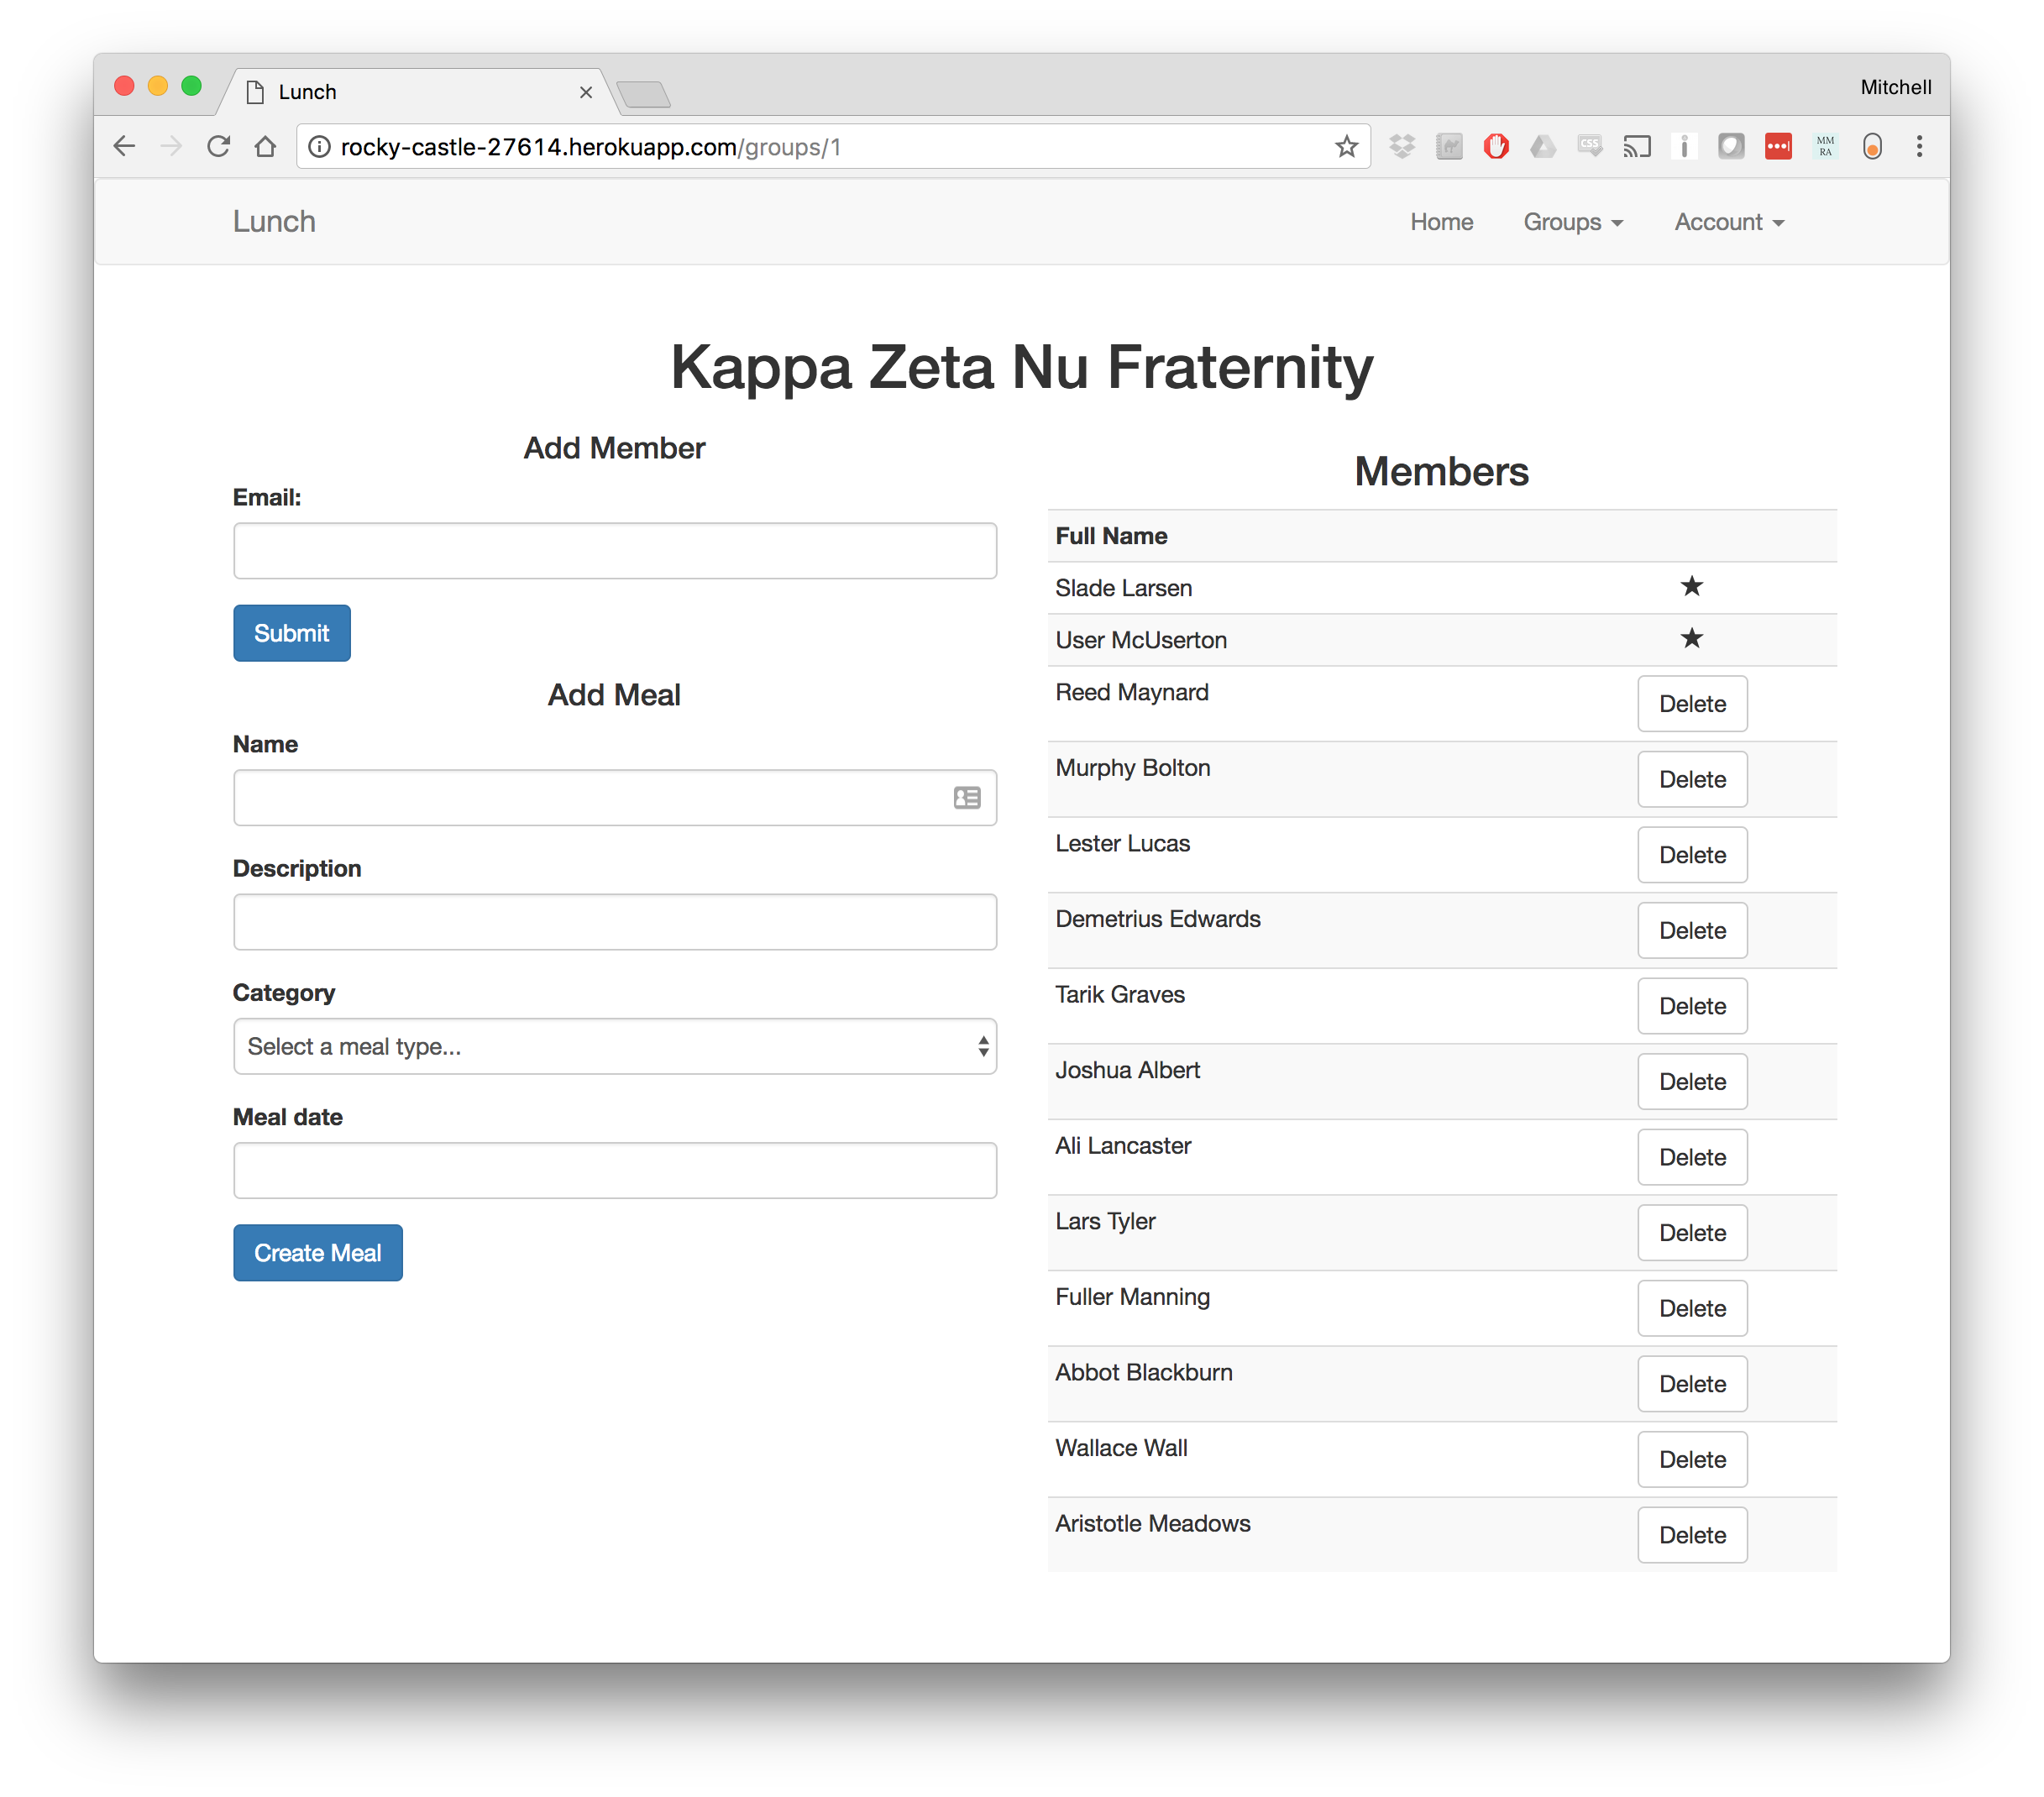 Lunch
Mitchell
rocky-castle-27614.herokuapp.com/groups/1
CSS
MM
RA
Lunch
Home
Groups
Account
Kappa Zeta Nu Fraternity
Add Member
Email:
Submit
Add Meal
Name
Description
Category
Select a meal type...
Meal date
Create Meal
Members
Full Name
Slade Larsen ★
User McUserton ★
Reed Maynard Delete
Murphy Bolton Delete
Lester Lucas Delete
Demetrius Edwards Delete
Tarik Graves Delete
Joshua Albert Delete
Ali Lancaster Delete
Lars Tyler Delete
Fuller Manning Delete
Abbot Blackburn Delete
Wallace Wall Delete
Aristotle Meadows Delete